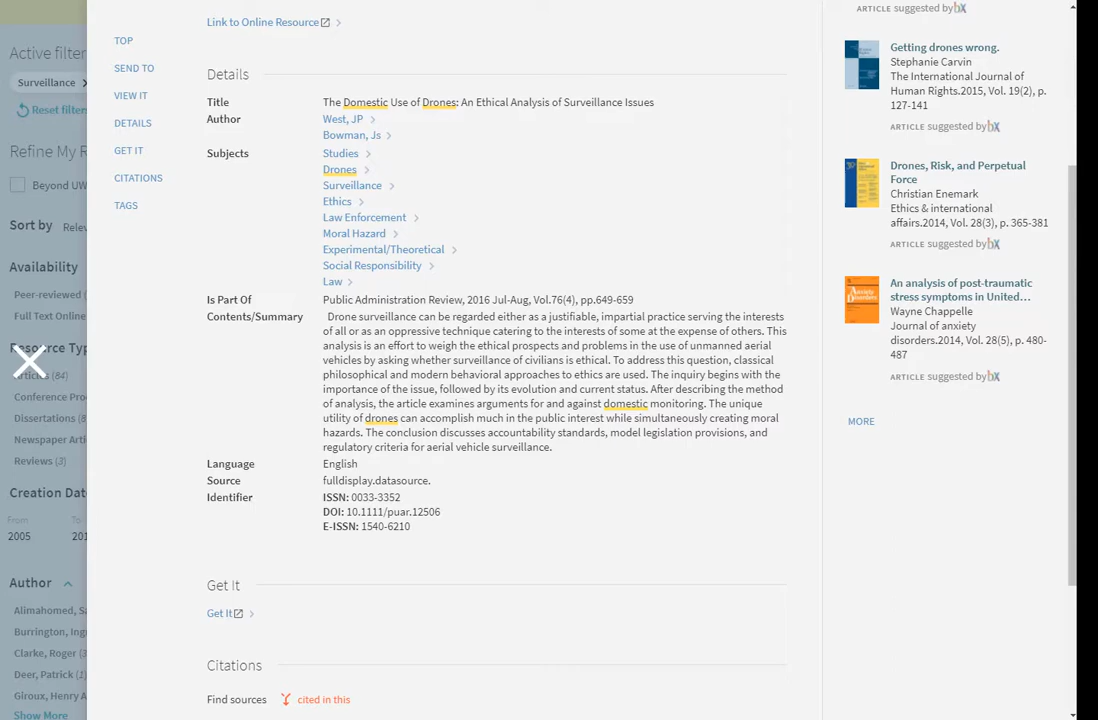 Active filter
Surveillance
Reset filters
Refine My R
Beyond UW
Sort by Relev
Availability
Peer-reviewed (
Full Text Online
Resource Typ
Articles (84)
Conference Pro
Dissertations (8
Newspaper Artic
Reviews (3)
Creation Dat
From To
2005 201
Author
Alimahomed, Sa
Burrington, Ingr
Clarke, Roger (3
Deer, Patrick (1)
Giroux, Henry A
Show More
TOP
SEND TO
VIEW IT
DETAILS
GET IT
CITATIONS
TAGS
Link to Online Resource
Details
Title The Domestic Use of Drones: An Ethical Analysis of Surveillance Issues
Author West, JP
Bowman, Js
Subjects Studies
Drones
Surveillance
Ethics
Law Enforcement
Moral Hazard
Experimental/Theoretical
Social Responsibility
Law
Is Part Of Public Administration Review, 2016 Jul-Aug, Vol.76(4), pp.649-659
Contents/Summary Drone surveillance can be regarded either as a justifiable, impartial practice serving the interests
of all or as an oppressive technique catering to the interests of some at the expense of others. This
analysis is an effort to weigh the ethical prospects and problems in the use of unmanned aerial
vehicles by asking whether surveillance of civilians is ethical. To address this question, classical
philosophical and modern behavioral approaches to ethics are used. The inquiry begins with the
importance of the issue, followed by its evolution and current status. After describing the method
of analysis, the article examines arguments for and against domestic monitoring. The unique
utility of drones can accomplish much in the public interest while simultaneously creating moral
hazards. The conclusion discusses accountability standards, model legislation provisions, and
regulatory criteria for aerial vehicle surveillance.
Language English
Source fulldisplay.datasource.
Identifier ISSN: 0033-3352
DOI: 10.1111/puar.12506
E-ISSN: 1540-6210
Get It
Get It
Citations
Find sources cited in this
ARTICLE suggested by bX
Getting drones wrong.
Stephanie Carvin
The International Journal of
Human Rights.2015, Vol. 19(2), p.
127-141
ARTICLE suggested by bX
Drones, Risk, and Perpetual
Force
Christian Enemark
Ethics & international
affairs.2014, Vol. 28(3), p. 365-381
ARTICLE suggested by bX
An analysis of post-traumatic
stress symptoms in United...
Wayne Chappelle
Journal of anxiety
disorders.2014, Vol. 28(5), p. 480-
487
ARTICLE suggested by bX
MORE